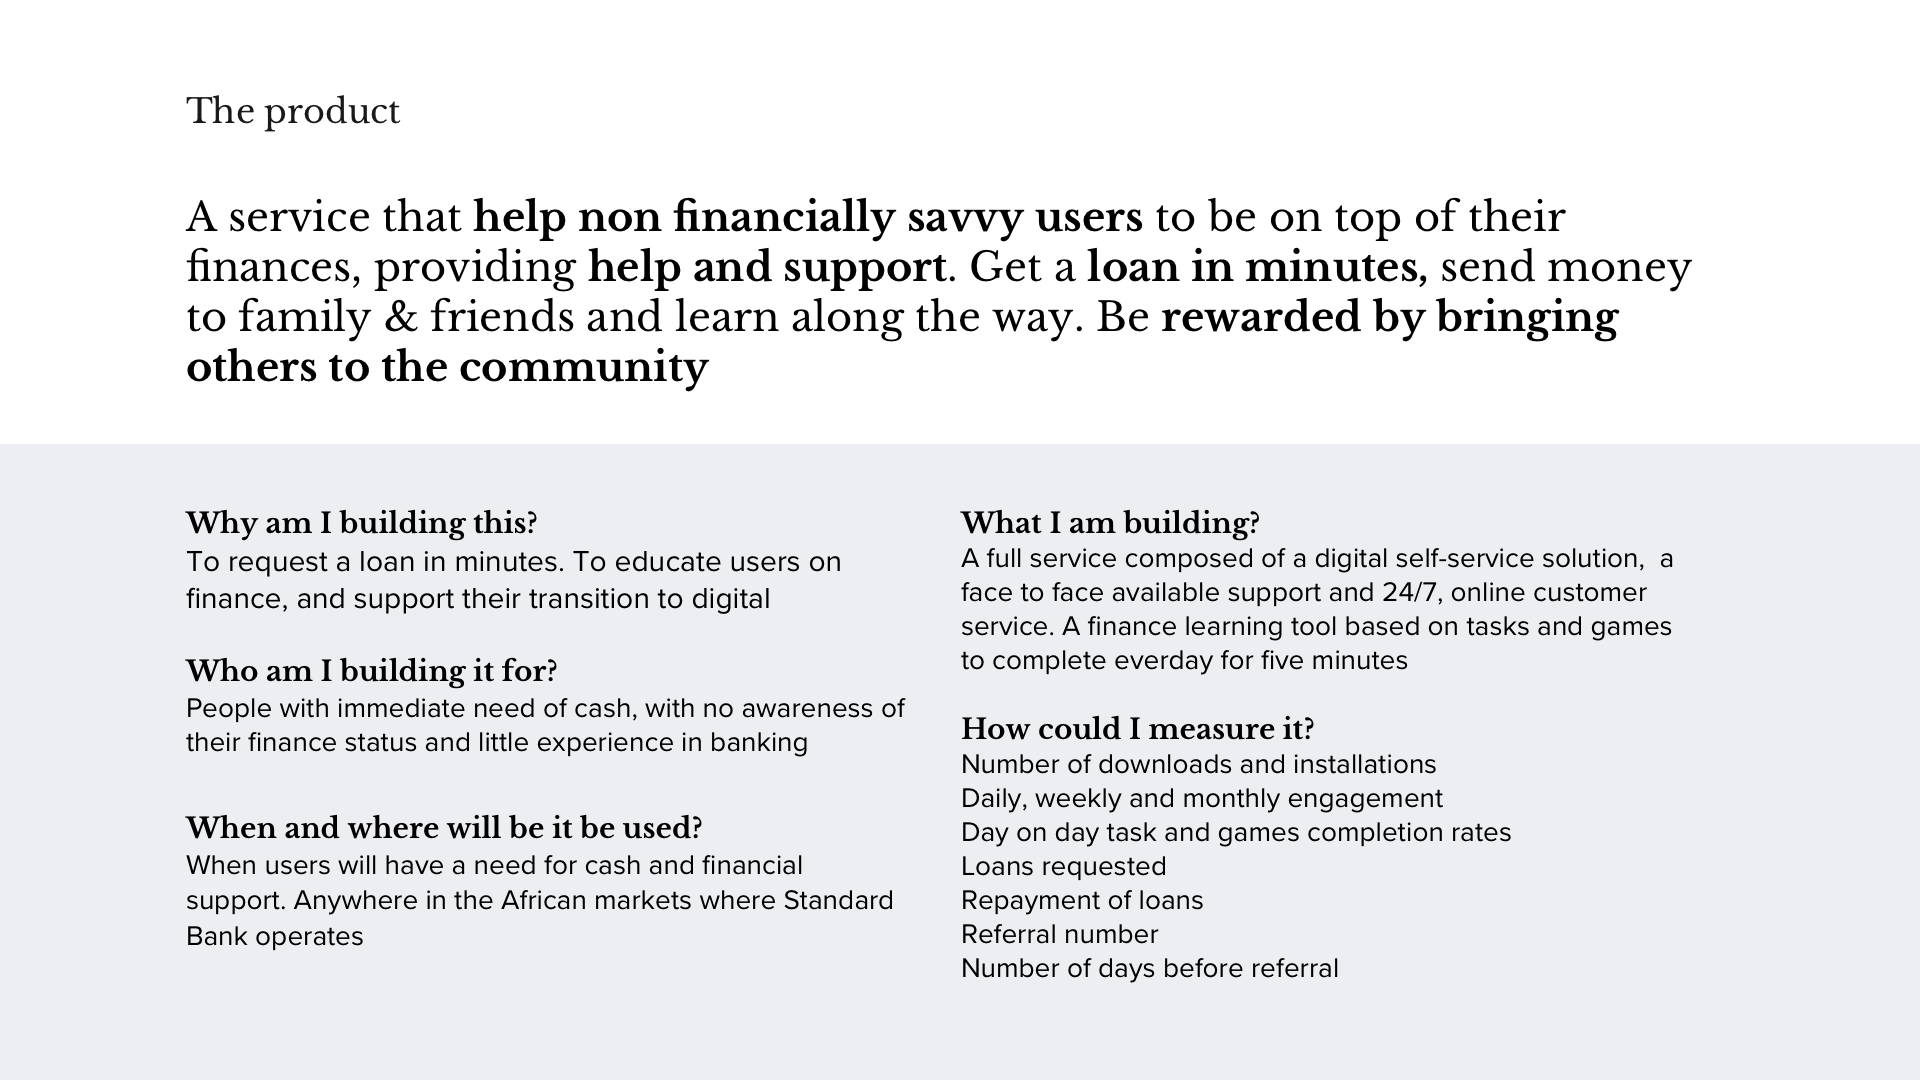 The product
A service that help non financially savvy users to be on top of their
finances, providing help and support. Get a loan in minutes, send money
to family & friends and learn along the way. Be rewarded by bringing
others to the community
Why am I building this?
To request a loan in minutes. To educate users on
finance, and support their transition to digital
Who am I building it for?
People with immediate need of cash, with no awareness of
their finance status and little experience in banking
When and where will be it be used?
When users will have a need for cash and financial
support. Anywhere in the African markets where Standard
Bank operates
What I am building?
A full service composed of a digital self-service solution,  a
face to face available support and 24/7, online customer
service. A finance learning tool based on tasks and games
to complete everday for five minutes
How could I measure it?
Number of downloads and installations
Daily, weekly and monthly engagement
Day on day task and games completion rates
Loans requested
Repayment of loans
Referral number
Number of days before referral